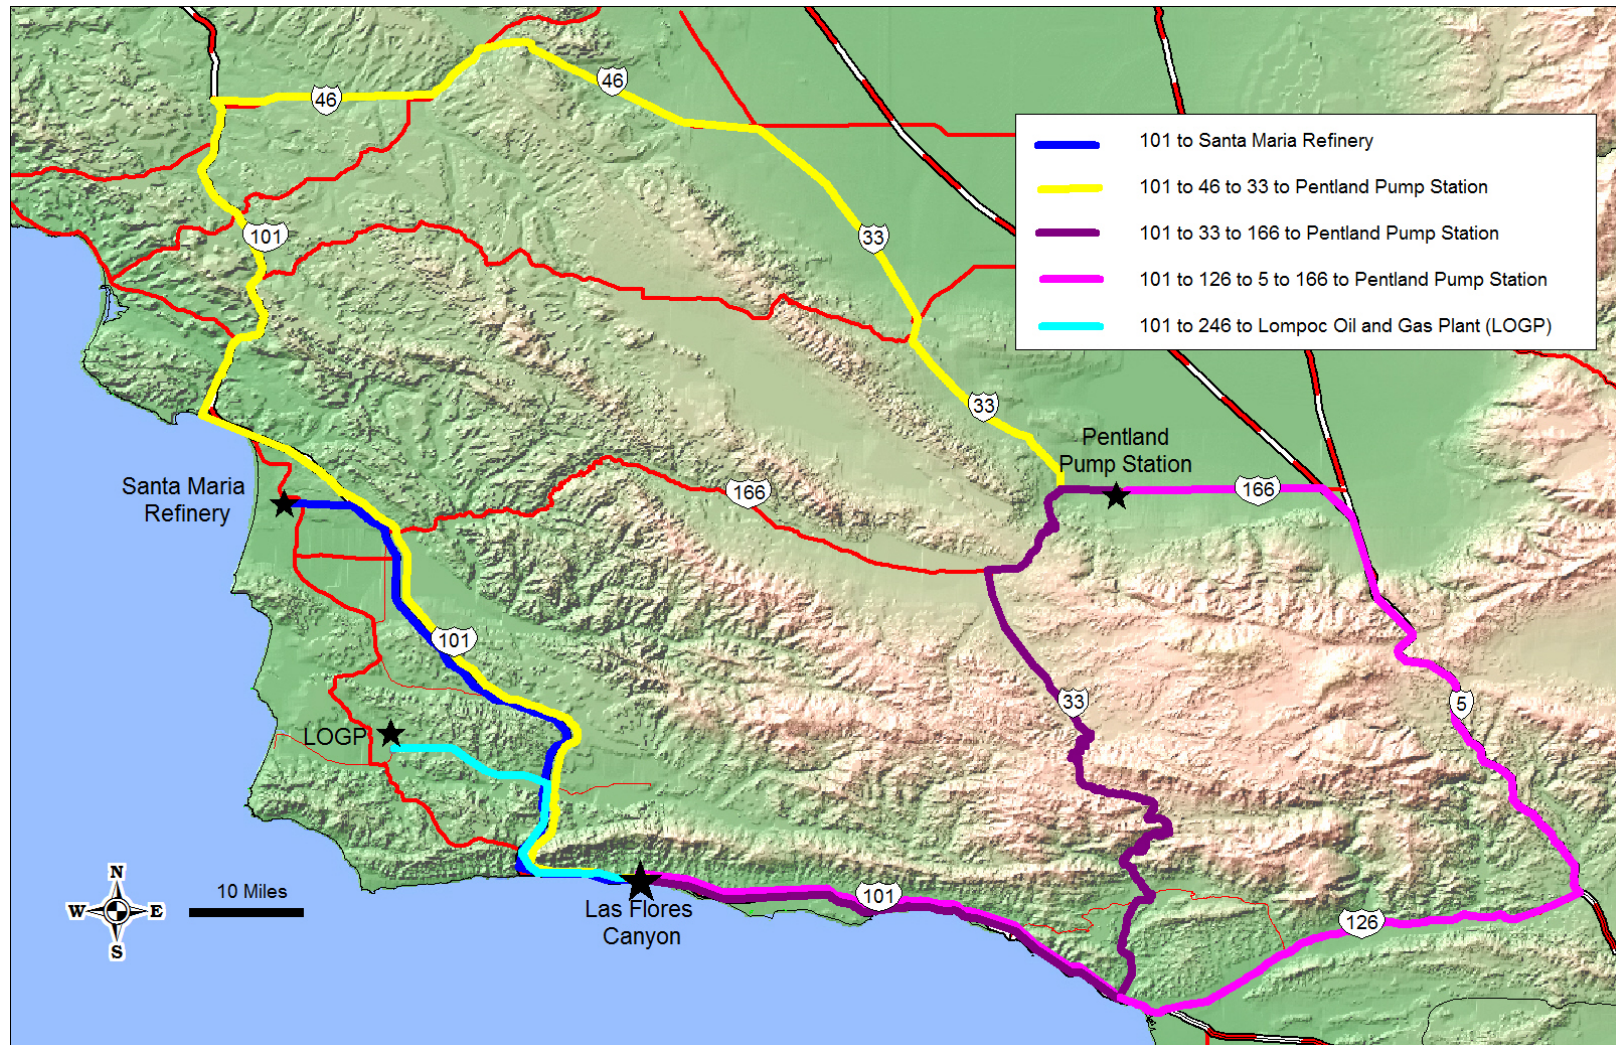 46
46
101 to Santa Maria Refinery
101 to 46 to 33 to Pentland Pump Station
101 to 33 to 166 to Pentland Pump Station
101 to 126 to 5 to 166 to Pentland Pump Station
101 to 246 to Lompoc Oil and Gas Plant (LOGP)
101
33
33
Pentland
Pump Station
Santa Maria
Refinery
166
166
101
33
5
LOGP
N
W E
S
10 Miles
Las Flores
Canyon
101
126